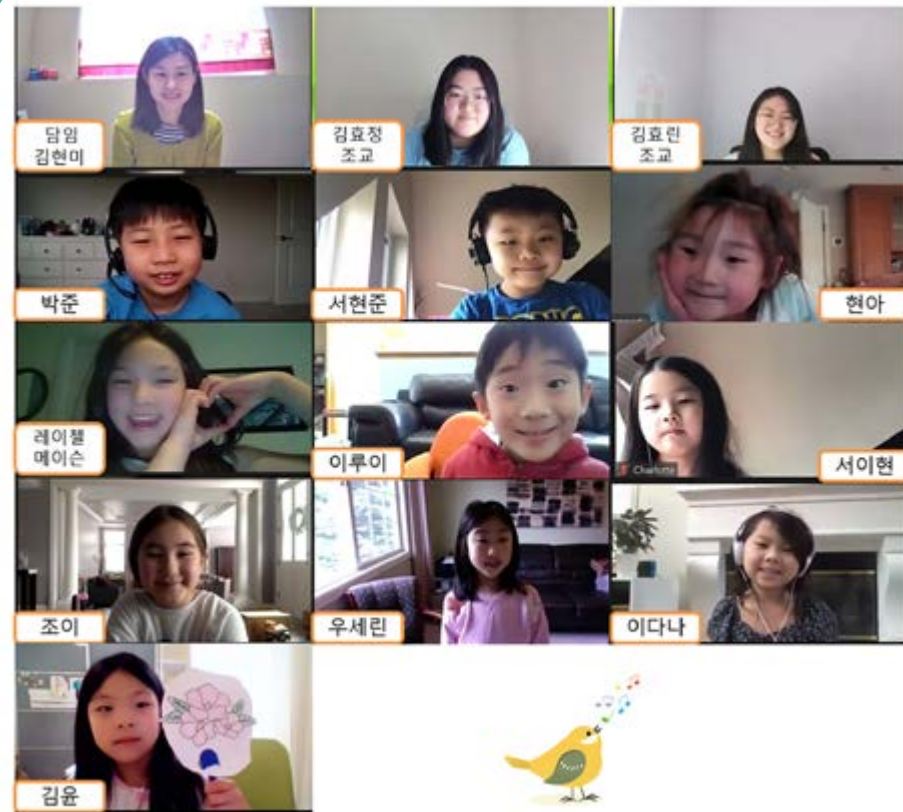 담임
김현미
김효정
조교
김효린
조교
박준
서현준
현아
레이첼
메이슨
이루이
Charlotte
서이현
조이
우세린
이다나
김윤